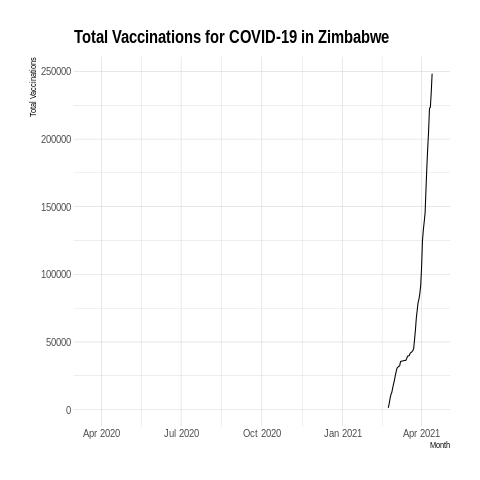 Total Vaccinations for COVID-19 in Zimbabwe
Total Vaccinations
250000
200000
150000
100000
50000
0
Apr 2020 Jul 2020 Oct 2020 Jan 2021 Apr 2021
Month